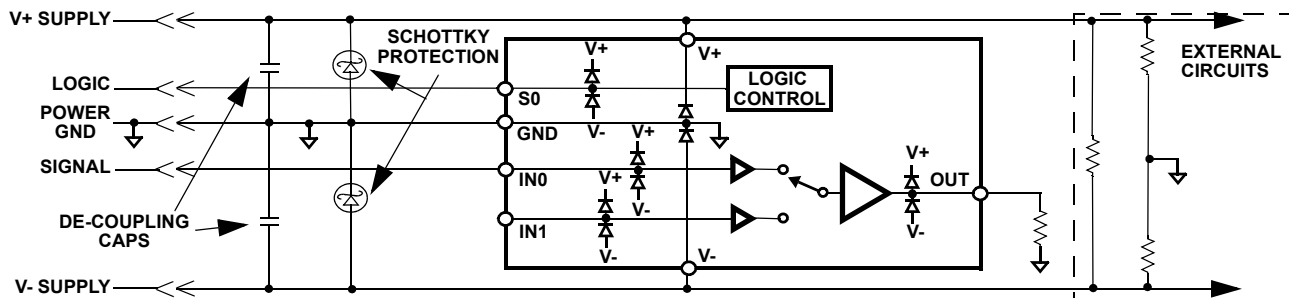 V+ SUPPLY
LOGIC
POWER
GND
SIGNAL
DE-COUPLING
CAPS
V- SUPPLY
SCHOTTKY
PROTECTION
V+
V+
S0
V-
LOGIC
CONTROL
GND
V+
IN0
V-
V+
IN1
V-
V+
OUT
V-
V-
EXTERNAL
CIRCUITS